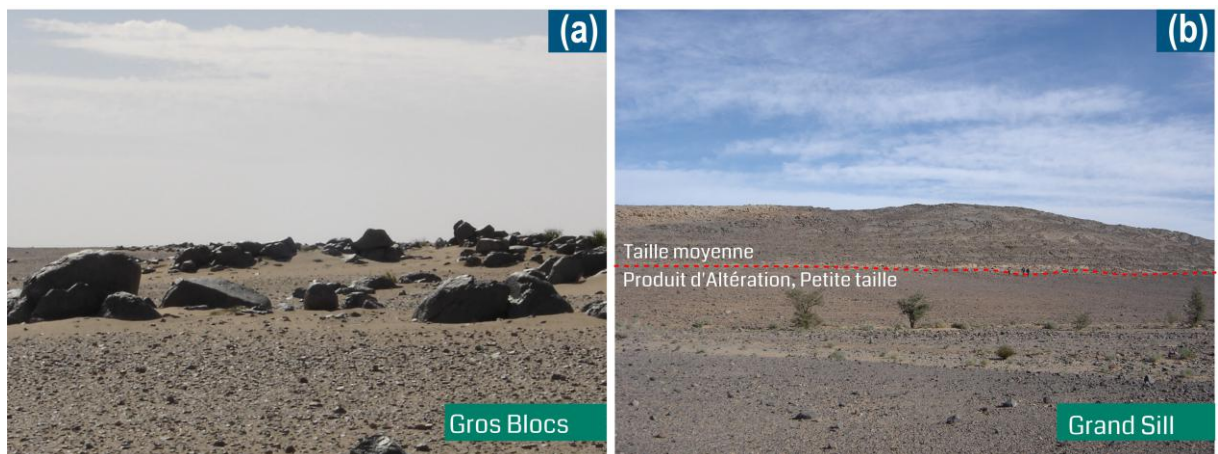 (a)
Gros Blocs
(b)
Taille moyenne
Produit d'Altération, Petite taille
Grand Sill